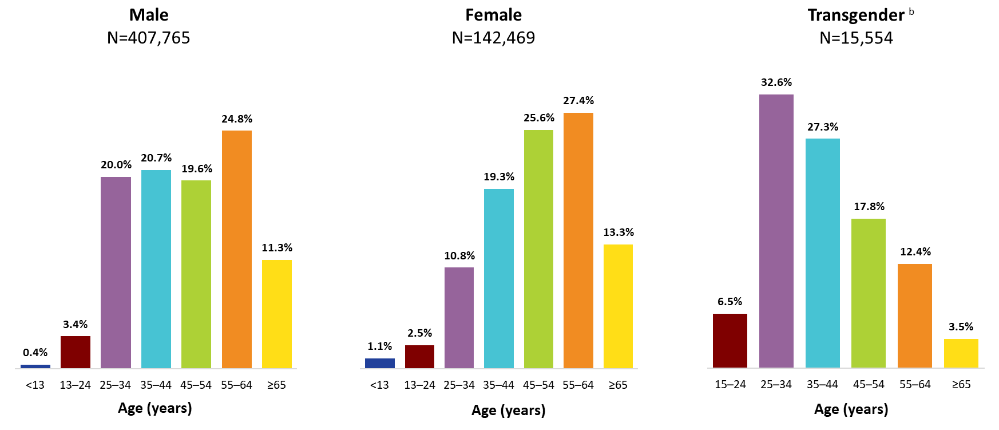 Male
N=407,765
0.4%
3.4%
20.0%
20.7%
19.6%
24.8%
11.3%
<13 13–24 25–34 35–44 45–54 55–64 ≥65
Age (years)
Female
N=142,469
1.1%
2.5%
10.8%
19.3%
25.6%
27.4%
13.3%
<13 13–24 25–34 35–44 45–54 55–64 ≥65
Age (years)
Transgender b
N=15,554
6.5%
32.6%
27.3%
17.8%
12.4%
3.5%
15–24 25–34 35–44 45–54 55–64 ≥65
Age (years)